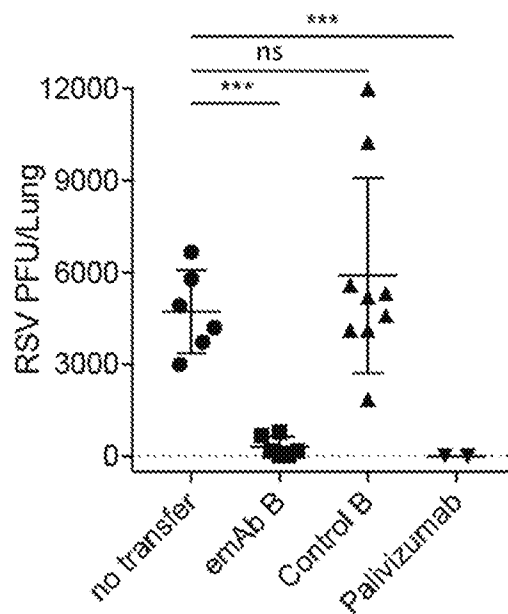 ***
ns
***
12000
9000
6000
3000
0
RSV PFU/Lung
no transfer
emAb B
Control B
Palivizumab